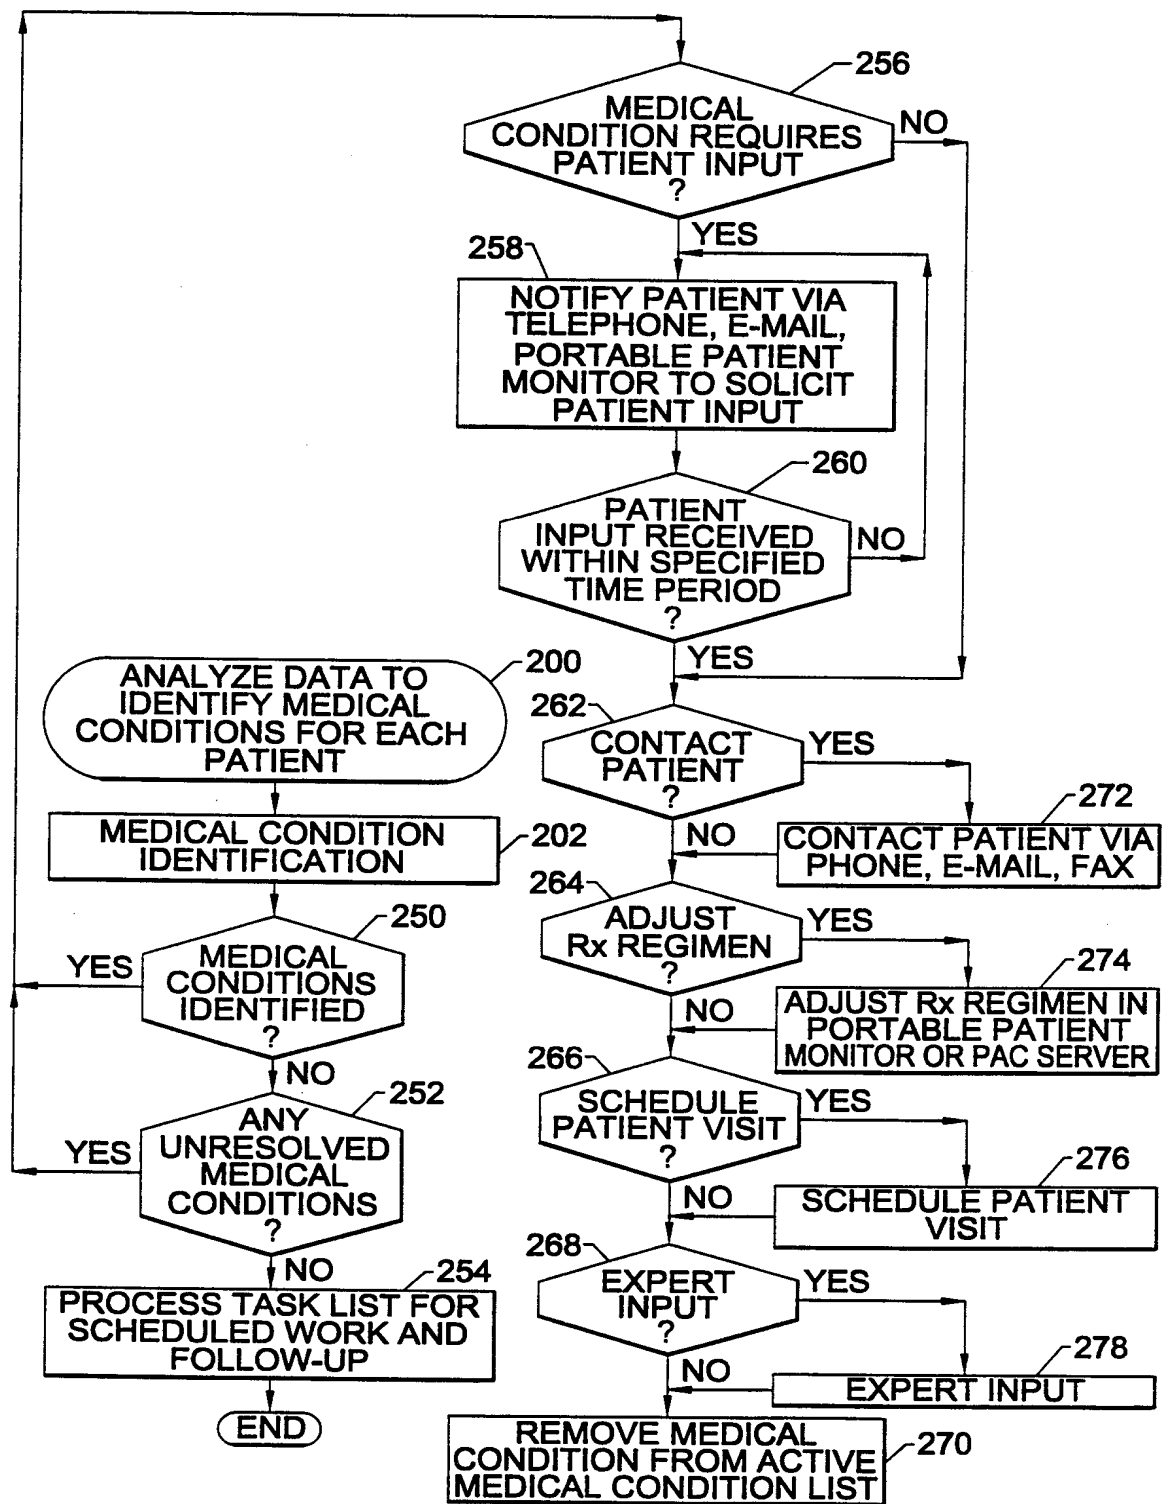 256
MEDICAL
CONDITION REQUIRES
PATIENT INPUT
?
NO
YES
258
NOTIFY PATIENT VIA
TELEPHONE, E-MAIL,
PORTABLE PATIENT
MONITOR TO SOLICIT
PATIENT INPUT
260
PATIENT
INPUT RECEIVED
WITHIN SPECIFIED
TIME PERIOD
?
NO
YES
200
ANALYZE DATA TO
IDENTIFY MEDICAL
CONDITIONS FOR EACH
PATIENT
MEDICAL CONDITION
IDENTIFICATION
202
250
MEDICAL
CONDITIONS
IDENTIFIED
?
YES
NO
252
ANY
UNRESOLVED
MEDICAL
CONDITIONS
?
YES
NO
254
PROCESS TASK LIST FOR
SCHEDULED WORK AND
FOLLOW-UP
END
262
CONTACT
PATIENT
?
YES
NO
272
CONTACT PATIENT VIA
PHONE, E-MAIL, FAX
264
ADJUST
Rx REGIMEN
?
YES
NO
274
ADJUST Rx REGIMEN IN
PORTABLE PATIENT
MONITOR OR PAC SERVER
266
SCHEDULE
PATIENT VISIT
?
YES
NO
276
SCHEDULE PATIENT
VISIT
268
EXPERT
INPUT
?
YES
NO
278
EXPERT INPUT
REMOVE MEDICAL
CONDITION FROM ACTIVE
MEDICAL CONDITION LIST
270